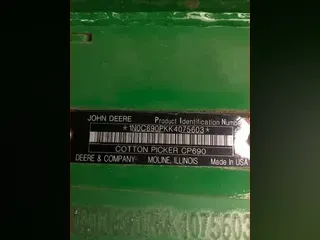 JOHN DEERE Product Identification Number
*1N0C690PKK4075603*
COTTON PICKER CP690
DEERE & COMPANY MOLINE, ILLINOIS Made In USA